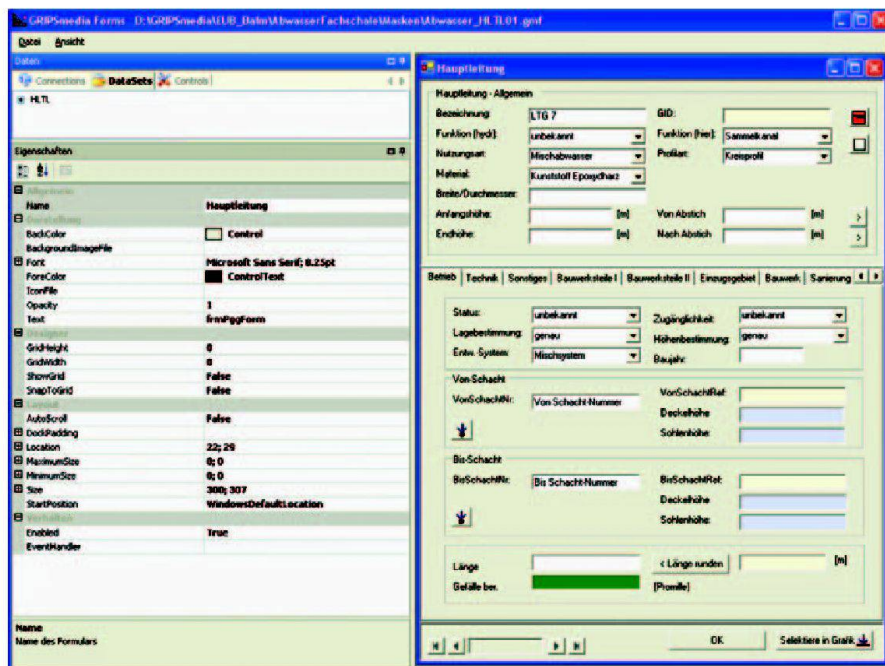 GRIPSmedia Forms D:\GRIPSmedia\EUB_Daten\AbwasserFachschale\Masken\Abwasser_HLTL01.gmf
Datei Ansicht
Daten
Connections DataSets Controls
HLTL
Eigenschaften
Allgemein
Name Hauptleitung
Darstellung
BackColor Control
BackgroundImageFile
Font Microsoft Sans Serif; 8.25pt
ForeColor ControlText
IconFile
Opacity 1
Text frmPggForm
Designer
GridHeight 8
GridWidth 8
ShowGrid False
SnapToGrid False
Layout
AutoScroll False
DockPadding
Location 22; 29
MaximumSize 0; 0
MinimumSize 0; 0
Size 300; 307
StartPosition WindowsDefaultLocation
Verhalten
Enabled True
EventHandler
Name
Name des Formulars
Hauptleitung
Hauptleitung - Allgemein
Bezeichnung: LTG 7 GID:
Funktion (hydr): unbekannt Funktion (hier): Sammelkanal
Nutzungsart: Mischabwasser Profilart: Kreisprofil
Material: Kunststoff Epoxydharz
Breite/Durchmesser:
Anfangshöhe: [m] Von Abstich [m] >
Endhöhe: [m] Nach Abstich [m] >
Betrieb Technik Sonstiges Bauwerksteile I Bauwerksteile II Einzugsgebiet Bauwerk Sanierung
Status: unbekannt Zugänglichkeit: unbekannt
Lagebestimmung: genau Höhenbestimmung: genau
Entw.-System: Mischsystem Baujahr:
Von-Schacht
VonSchachtNr: Von Schacht-Nummer VonSchachtRef:
Deckelhöhe
Sohlenhöhe:
Bis-Schacht
BisSchachtNr: Bis Schacht-Nummer BisSchachtRef:
Deckelhöhe
Sohlenhöhe:
Länge < Länge runden [m]
Gefälle ber. [Promille]
OK Selektiere in Grafik